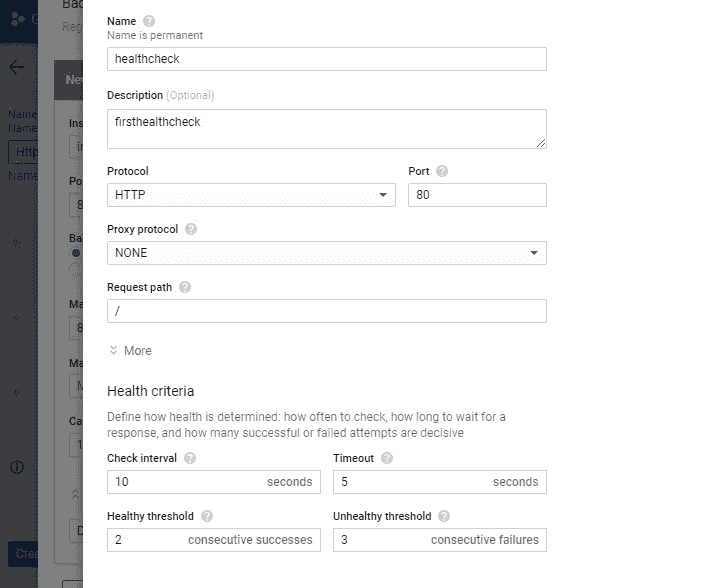 Name
Name is permanent
healthcheck
Description (Optional)
firsthealthcheck
Protocol
Port
HTTP
80
Proxy protocol
NONE
Request path
/
More
Health criteria
Define how health is determined: how often to check, how long to wait for a
response, and how many successful or failed attempts are decisive
Check interval
Timeout
10 seconds
5 seconds
Healthy threshold
Unhealthy threshold
2 consecutive successes
3 consecutive failures
Name
Name